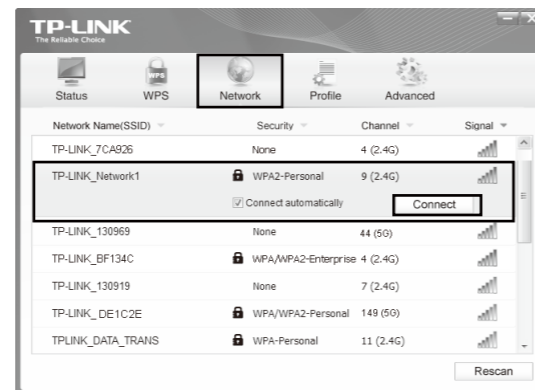 TP-LINK
The Reliable Choice
Status WPS Network Profile Advanced
Network Name(SSID) Security Channel Signal
TP-LINK_7CA926 None 4 (2.4G)
TP-LINK_Network1 WPA2-Personal 9 (2.4G)
Connect automatically Connect
TP-LINK_130969 None 44 (5G)
TP-LINK_BF134C WPA/WPA2-Enterprise 4 (2.4G)
TP-LINK_130919 None 7 (2.4G)
TP-LINK_ DE1C2E WPA/WPA2-Personal 149 (5G)
TPLINK_DATA_TRANS WPA-Personal 11 (2.4G)
Rescan